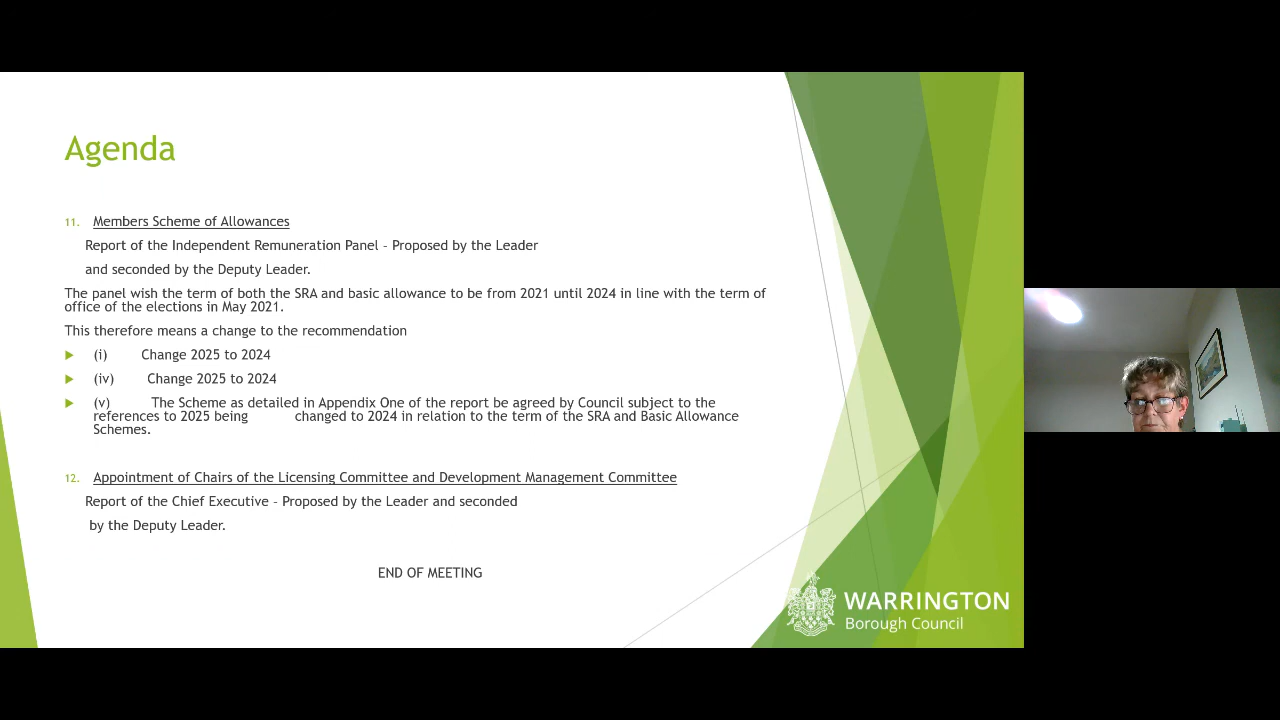 Agenda
11. Members Scheme of Allowances
Report of the Independent Remuneration Panel - Proposed by the Leader
and seconded by the Deputy Leader.
The panel wish the term of both the SRA and basic allowance to be from 2021 until 2024 in line with the term of
office of the elections in May 2021.
This therefore means a change to the recommendation
(i) Change 2025 to 2024
(iv) Change 2025 to 2024
(v) The Scheme as detailed in Appendix One of the report be agreed by Council subject to the
references to 2025 being changed to 2024 in relation to the term of the SRA and Basic Allowance
Schemes.
12. Appointment of Chairs of the Licensing Committee and Development Management Committee
Report of the Chief Executive - Proposed by the Leader and seconded
by the Deputy Leader.
END OF MEETING
WARRINGTON
Borough Council